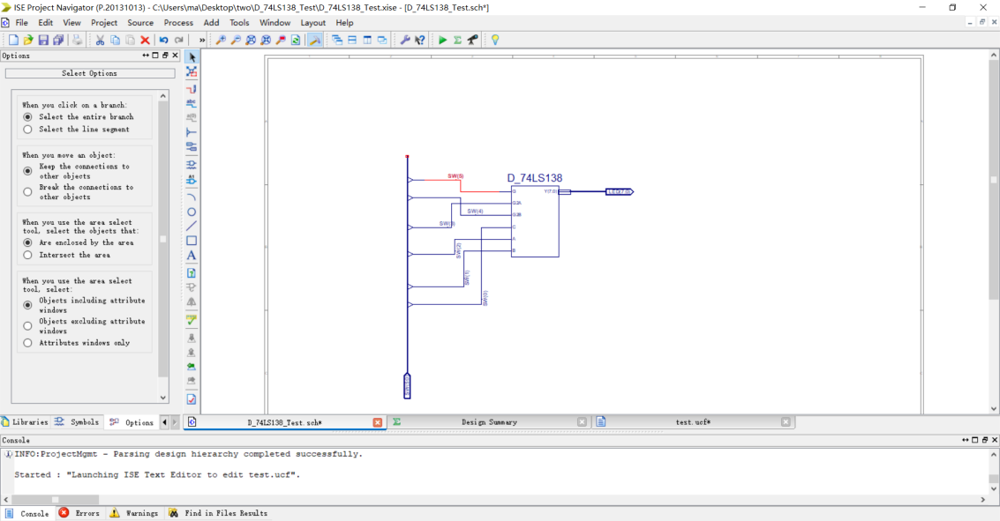 ISE Project Navigator (P.20131013) - C:\Users\ma\Desktop\two\D_74LS138_Test\D_74LS138_Test.xise - [D_74LS138_Test.sch*]
File Edit View Project Source Process Add Tools Window Layout Help
Options
Select Options
When you click on a branch:
Select the entire branch
Select the line segment
When you move an object:
Keep the connections to
other objects
Break the connections to
other objects
When you use the area select
tool, select the objects that:
Are enclosed by the area
Intersect the area
When you use the area select
tool, select:
Objects including attribute
windows
Objects excluding attribute
windows
Attributes windows only
D_74LS138
SW(5)
G
Y(7:0)
G2A
SW(4)
G2B
SW(3)
C
A
SW(2)
B
SW(1)
SW(0)
Libraries Symbols Options
D_74LS138_Test.sch* Design Summary test.ucf*
Console
INFO:ProjectMgmt - Parsing design hierarchy completed successfully.
Started : "Launching ISE Text Editor to edit test.ucf".
Console Errors Warnings Find in Files Results